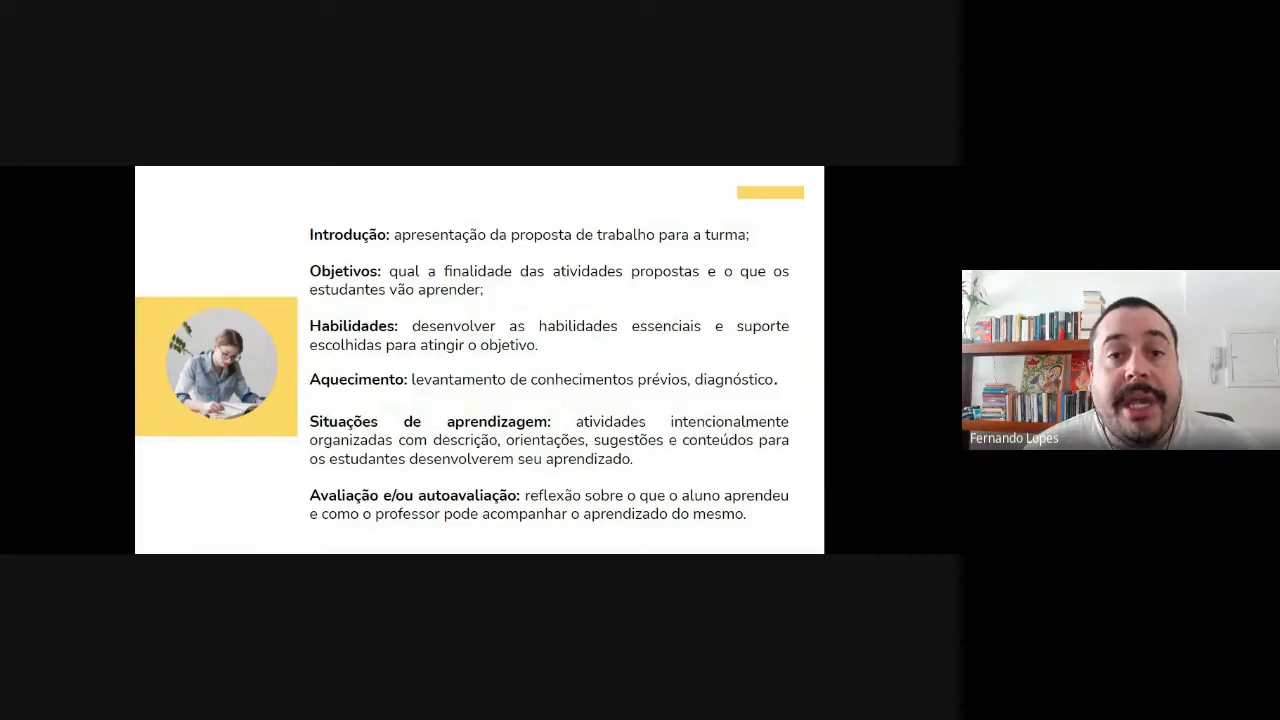 Introdução: apresentação da proposta de trabalho para a turma;
Objetivos: qual a finalidade das atividades propostas e o que os
estudantes vão aprender;
Habilidades: desenvolver as habilidades essenciais e suporte
escolhidas para atingir o objetivo.
Aquecimento: levantamento de conhecimentos prévios, diagnóstico.
Situações de aprendizagem: atividades intencionalmente
organizadas com descrição, orientações, sugestões e conteúdos para
os estudantes desenvolverem seu aprendizado.
Avaliação e/ou autoavaliação: reflexão sobre o que o aluno aprendeu
e como o professor pode acompanhar o aprendizado do mesmo.
Fernando Lopes